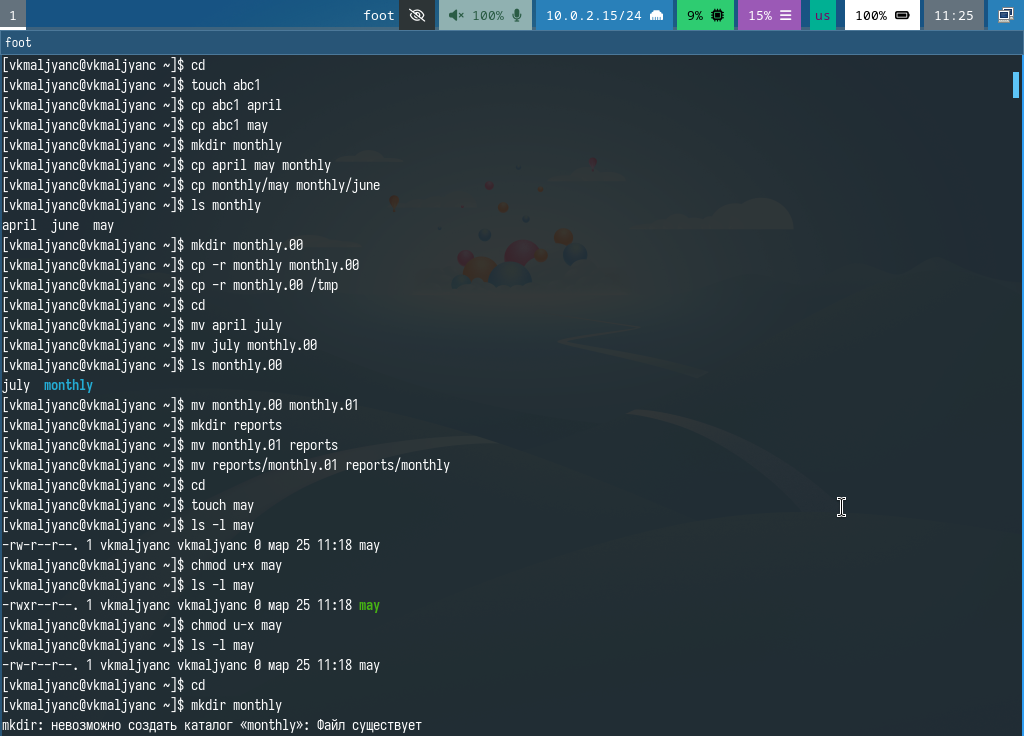 1 foot 100% 10.0.2.15/24 9% 15% us 100% 11:25
foot
[vkmaljyanc@vkmaljyanc ~]$ cd
[vkmaljyanc@vkmaljyanc ~]$ touch abc1
[vkmaljyanc@vkmaljyanc ~]$ cp abc1 april
[vkmaljyanc@vkmaljyanc ~]$ cp abc1 may
[vkmaljyanc@vkmaljyanc ~]$ mkdir monthly
[vkmaljyanc@vkmaljyanc ~]$ cp april may monthly
[vkmaljyanc@vkmaljyanc ~]$ cp monthly/may monthly/june
[vkmaljyanc@vkmaljyanc ~]$ ls monthly
april  june  may
[vkmaljyanc@vkmaljyanc ~]$ mkdir monthly.00
[vkmaljyanc@vkmaljyanc ~]$ cp -r monthly monthly.00
[vkmaljyanc@vkmaljyanc ~]$ cp -r monthly.00 /tmp
[vkmaljyanc@vkmaljyanc ~]$ cd
[vkmaljyanc@vkmaljyanc ~]$ mv april july
[vkmaljyanc@vkmaljyanc ~]$ mv july monthly.00
[vkmaljyanc@vkmaljyanc ~]$ ls monthly.00
july  monthly
[vkmaljyanc@vkmaljyanc ~]$ mv monthly.00 monthly.01
[vkmaljyanc@vkmaljyanc ~]$ mkdir reports
[vkmaljyanc@vkmaljyanc ~]$ mv monthly.01 reports
[vkmaljyanc@vkmaljyanc ~]$ mv reports/monthly.01 reports/monthly
[vkmaljyanc@vkmaljyanc ~]$ cd
[vkmaljyanc@vkmaljyanc ~]$ touch may
[vkmaljyanc@vkmaljyanc ~]$ ls -l may
-rw-r--r--. 1 vkmaljyanc vkmaljyanc 0 мар 25 11:18 may
[vkmaljyanc@vkmaljyanc ~]$ chmod u+x may
[vkmaljyanc@vkmaljyanc ~]$ ls -l may
-rwxr--r--. 1 vkmaljyanc vkmaljyanc 0 мар 25 11:18 may
[vkmaljyanc@vkmaljyanc ~]$ chmod u-x may
[vkmaljyanc@vkmaljyanc ~]$ ls -l may
-rw-r--r--. 1 vkmaljyanc vkmaljyanc 0 мар 25 11:18 may
[vkmaljyanc@vkmaljyanc ~]$ cd
[vkmaljyanc@vkmaljyanc ~]$ mkdir monthly
mkdir: невозможно создать каталог «monthly»: Файл существует